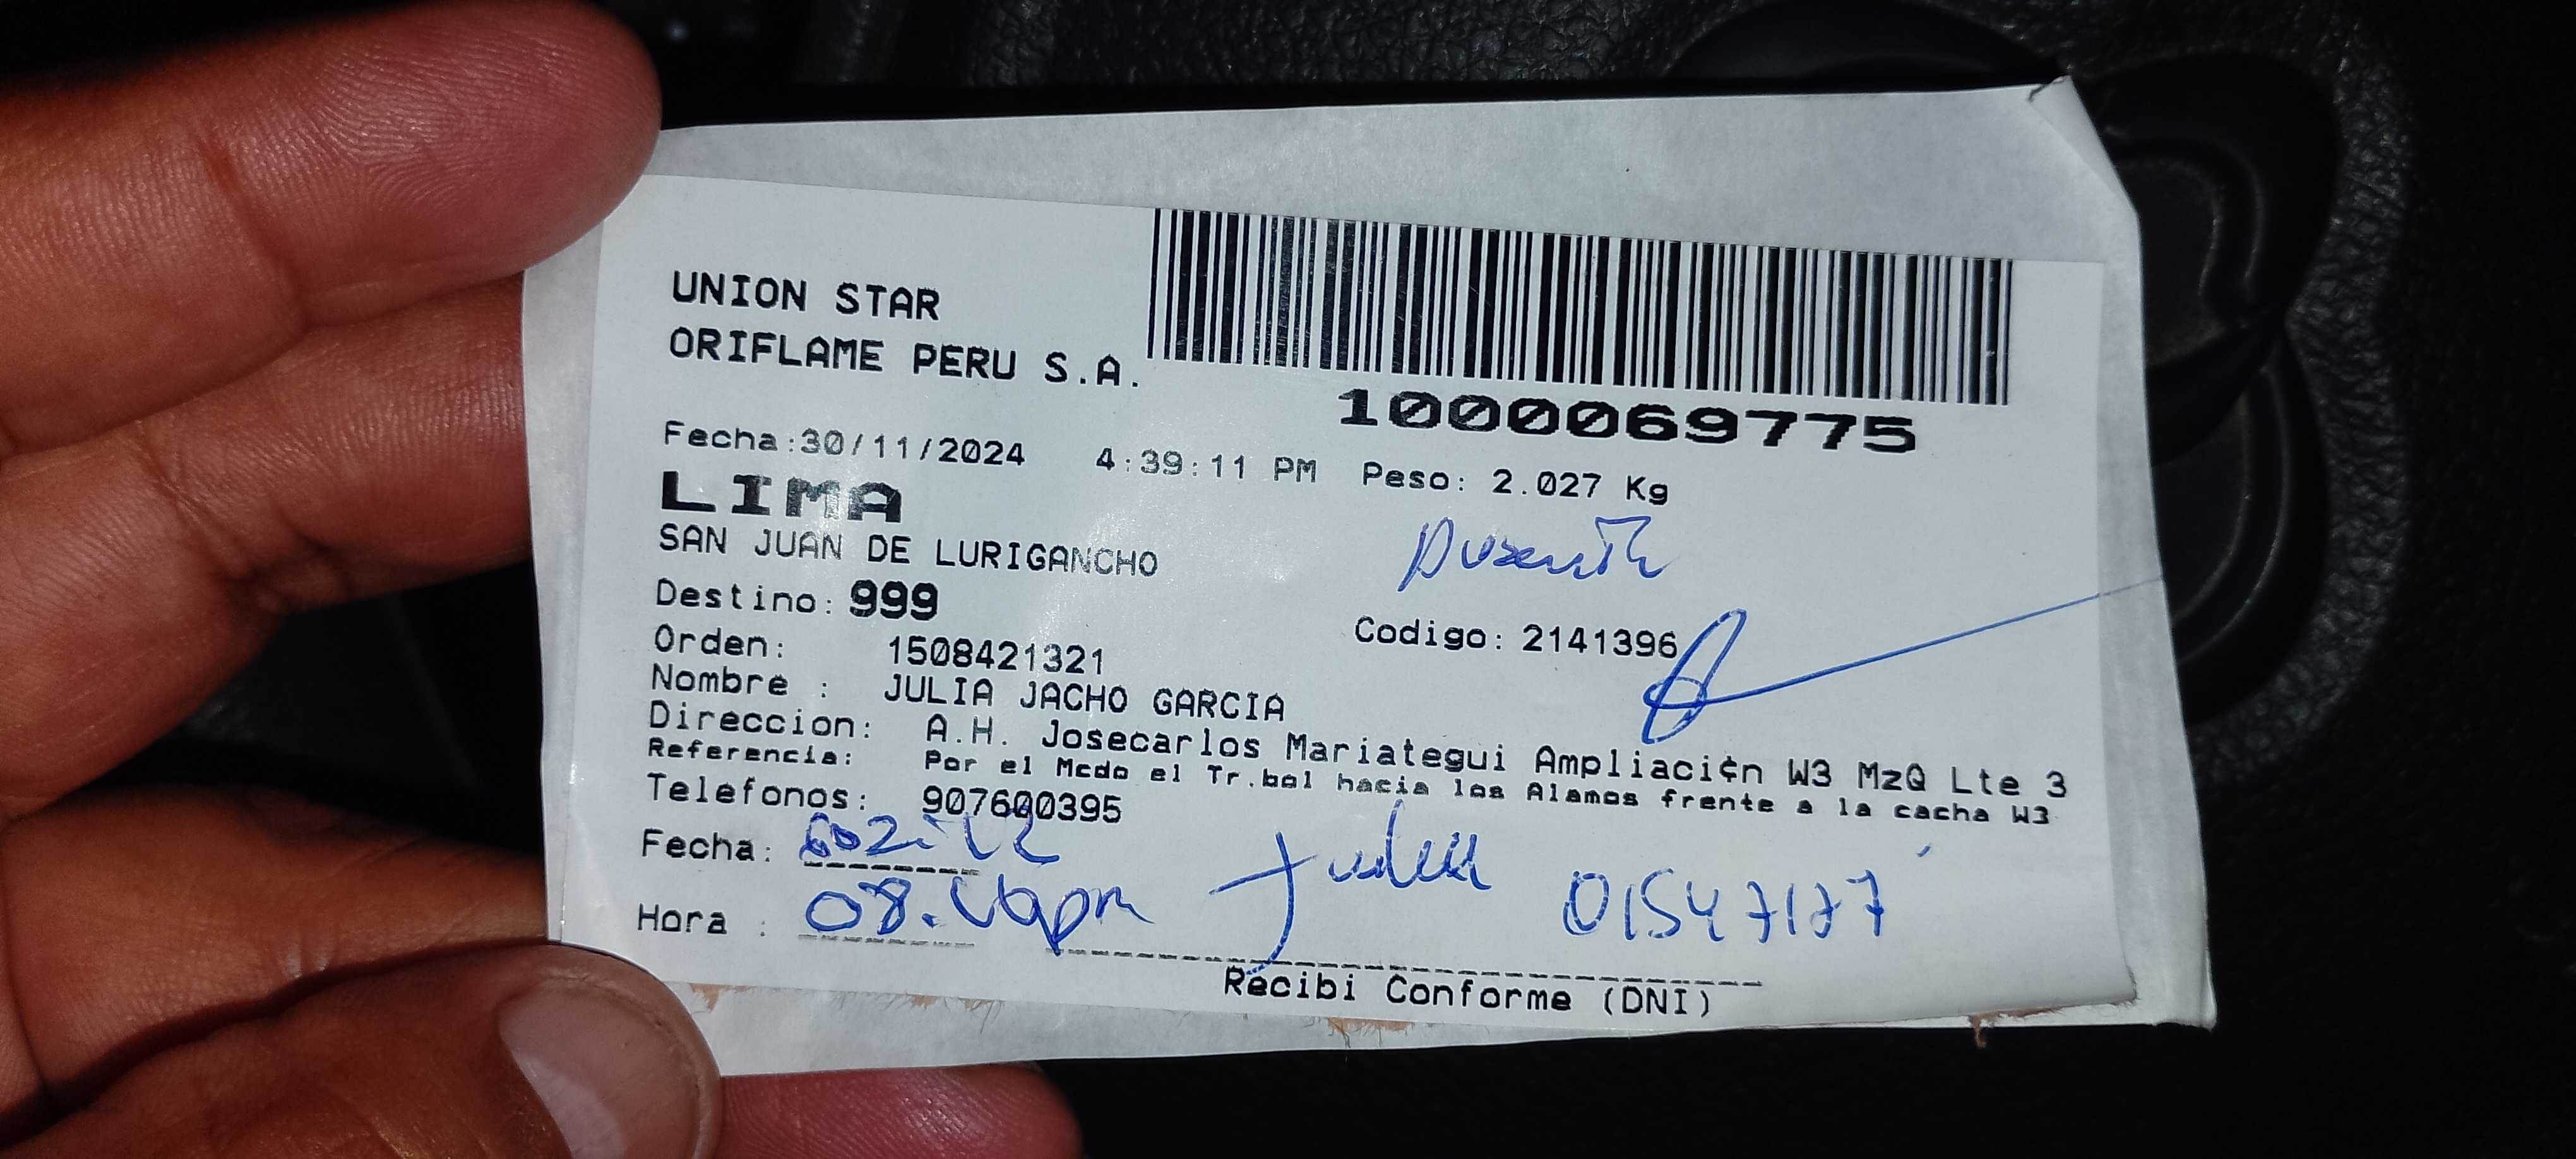 UNION STAR
ORIFLAME PERU S.A.
1000069775
Fecha:30/11/2024 4:39:11 PM Peso: 2.027 Kg
LIMA
SAN JUAN DE LURIGANCHO
Destino: 999
Orden: 1508421321 Codigo: 2141396
Nombre : JULIA JACHO GARCIA
Direccion: A.H. Josecarlos Mariategui Ampliaci¢n W3 MzQ Lte 3
Referencia: Por el Mcdo el Tr.bol hacia los Alamos frente a la cacha W3
Telefonos: 907600395
Fecha:
Hora : 01547177
Recibi Conforme (DNI)